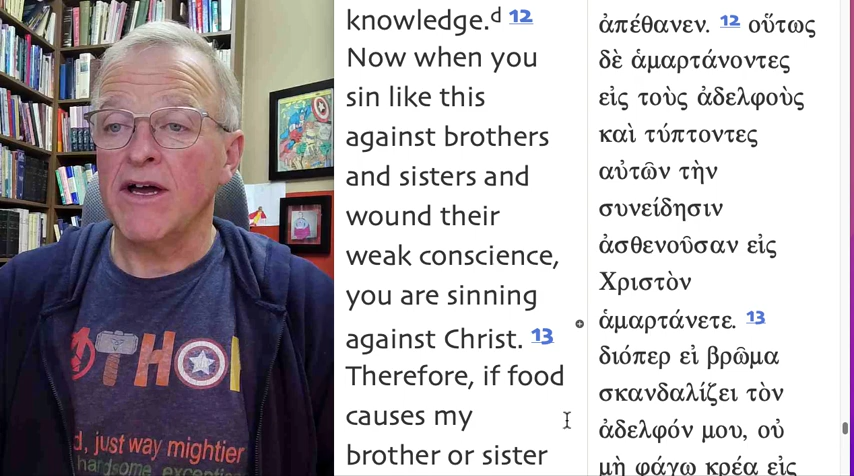 knowledge.ᵈ 12
Now when you
sin like this
against brothers
and sisters and
wound their
weak conscience,
you are sinning
against Christ. 13
Therefore, if food
causes my
brother or sister
ἀπέθανεν. 12 οὕτως
δὲ ἁμαρτάνοντες
εἰς τοὺς ἀδελφοὺς
καὶ τύπτοντες
αὐτῶν τὴν
συνείδησιν
ἀσθενοῦσαν εἰς
Χριστὸν
ἁμαρτάνετε. 13
διόπερ εἰ βρῶμα
σκανδαλίζει τὸν
ἀδελφόν μου, οὐ
μὴ φάγω κρέα εἰς
THO
d, just way mightier
handsome, exceptio